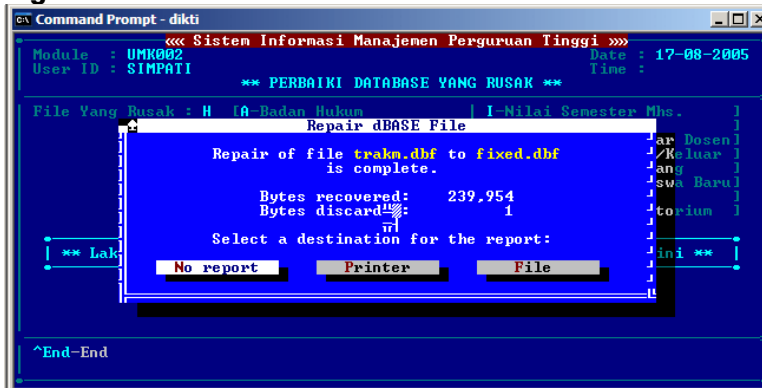 Command Prompt - dikti
«« Sistem Informasi Manajemen Perguruan Tinggi »»
Module : UMK002 Date : 17-08-2005
User ID : SIMPATI Time :
** PERBAIKI DATABASE YANG RUSAK **
File Yang Rusak : H [A-Badan Hukum | I-Nilai Semester Mhs. ]
Repair dBASE File ]
ar Dosen]
Repair of file trakm.dbf to fixed.dbf /Keluar ]
is complete. ang ]
swa Baru]
Bytes recovered: 239,954 ]
Bytes discard : 1 torium ]
Select a destination for the report:
** Lak ini **
No report Printer File
^End-End